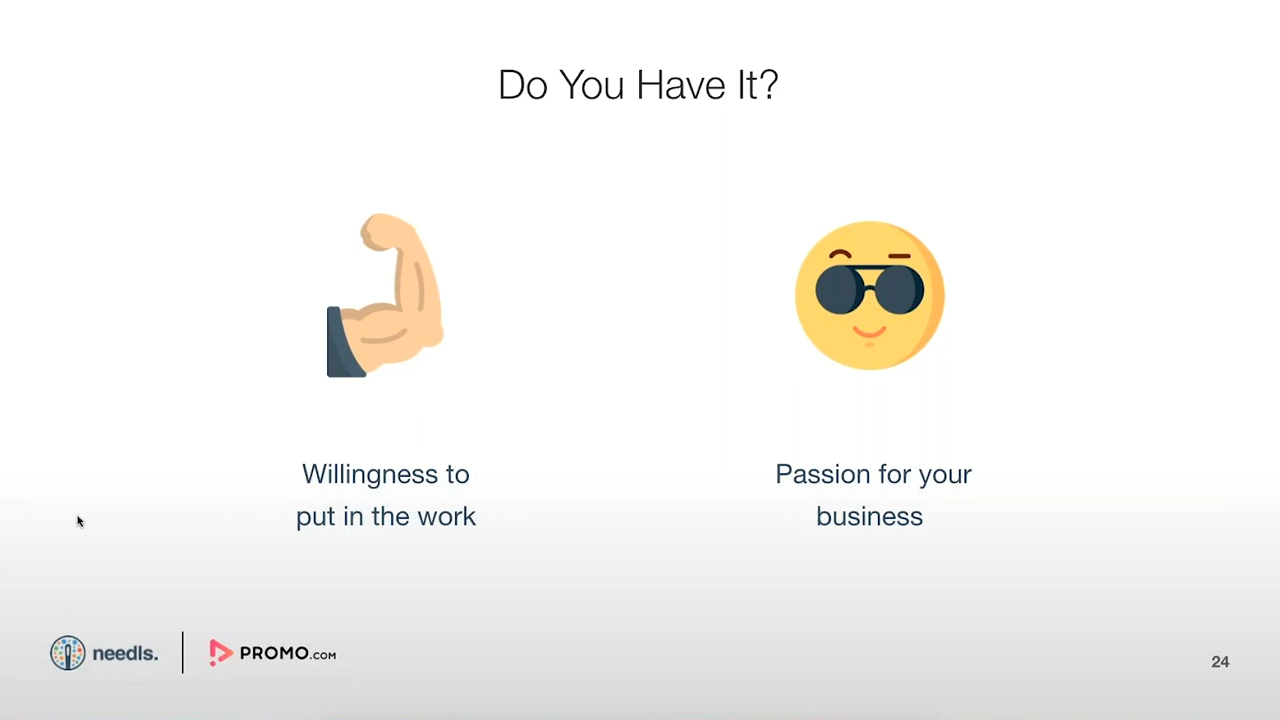 Do You Have It?
Willingness to
put in the work
Passion for your
business
needls.
PROMO.COM
24